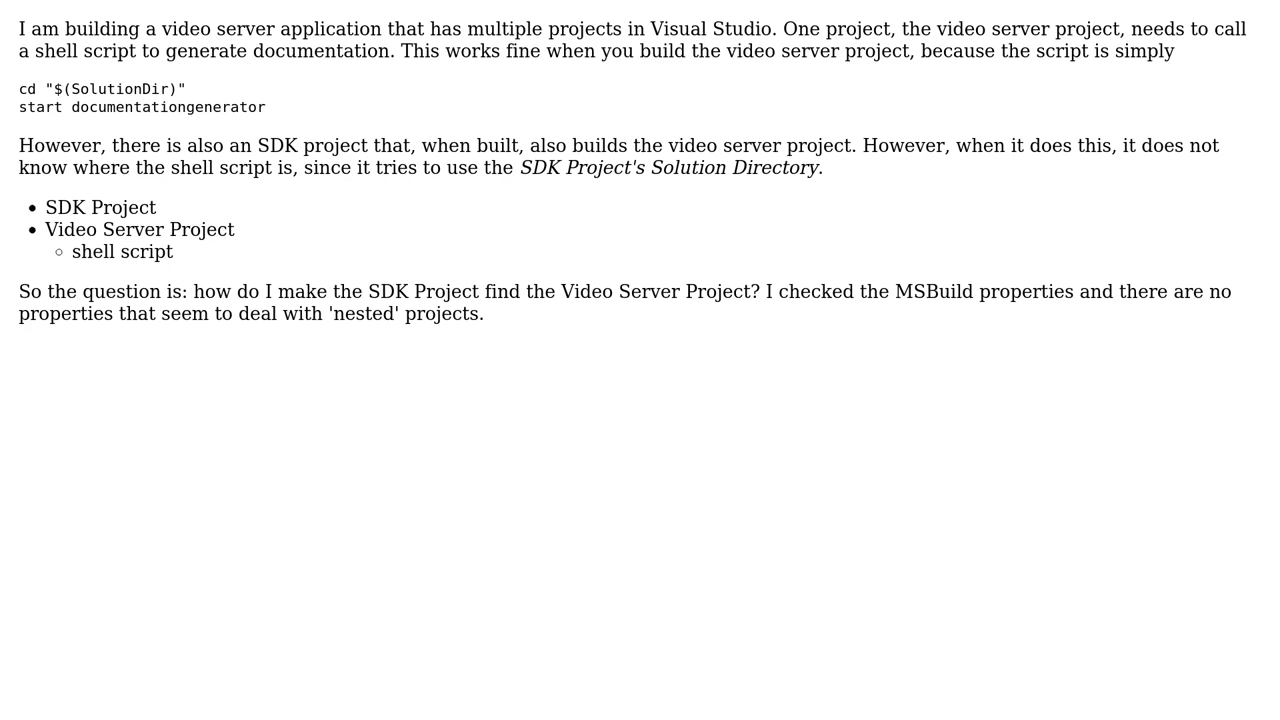 I am building a video server application that has multiple projects in Visual Studio. One project, the video server project, needs to call
a shell script to generate documentation. This works fine when you build the video server project, because the script is simply
cd "$(SolutionDir)"
start documentationgenerator
However, there is also an SDK project that, when built, also builds the video server project. However, when it does this, it does not
know where the shell script is, since it tries to use the SDK Project's Solution Directory.
SDK Project
Video Server Project
shell script
So the question is: how do I make the SDK Project find the Video Server Project? I checked the MSBuild properties and there are no
properties that seem to deal with 'nested' projects.